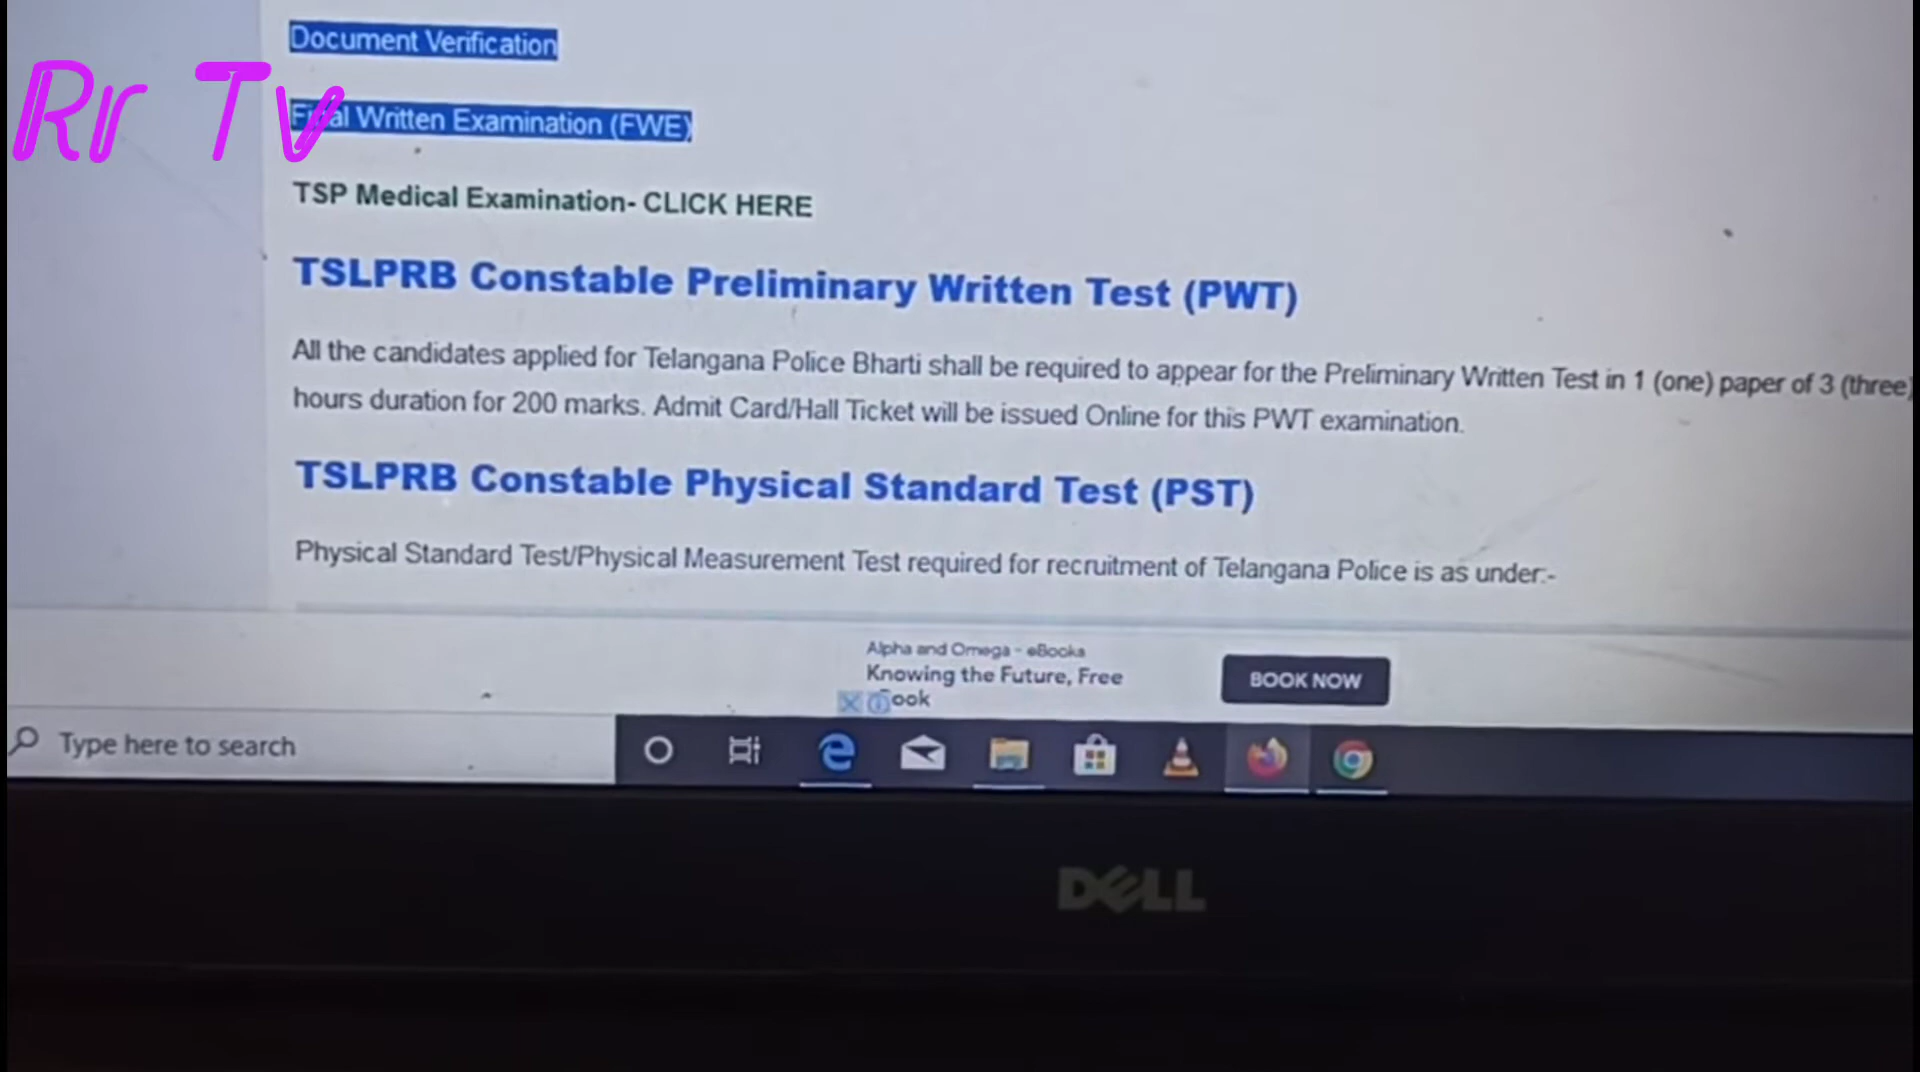 Document Verification
Rr Tv
Final Written Examination (FWE)
TSP Medical Examination- CLICK HERE
TSLPRB Constable Preliminary Written Test (PWT)
All the candidates applied for Telangana Police Bharti shall be required to appear for the Preliminary Written Test in 1 (one) paper of 3 (three)
hours duration for 200 marks. Admit Card/Hall Ticket will be issued Online for this PWT examination.
TSLPRB Constable Physical Standard Test (PST)
Physical Standard Test/Physical Measurement Test required for recruitment of Telangana Police is as under:-
Alpha and Omega - eBooks
Knowing the Future, Free
Book
BOOK NOW
Type here to search
DELL